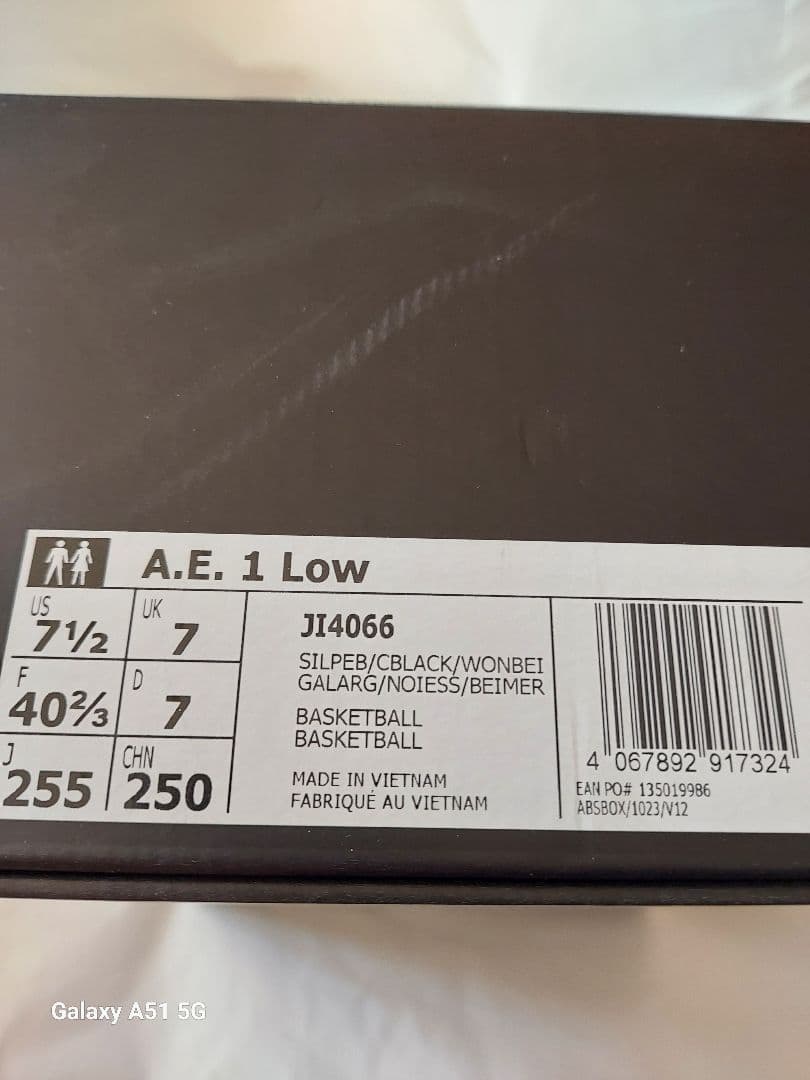 A.E. 1 Low
US 7½ UK 7
F 40⅔ D 7
J 255 CHN 250
JI4066
SILPEB/CBLACK/WONBEI
GALARG/NOIESS/BEIMER
BASKETBALL
BASKETBALL
MADE IN VIETNAM
FABRIQUÉ AU VIETNAM
4 067892 917324
EAN PO# 135019986
ABSBOX/1023/V12
Galaxy A51 5G